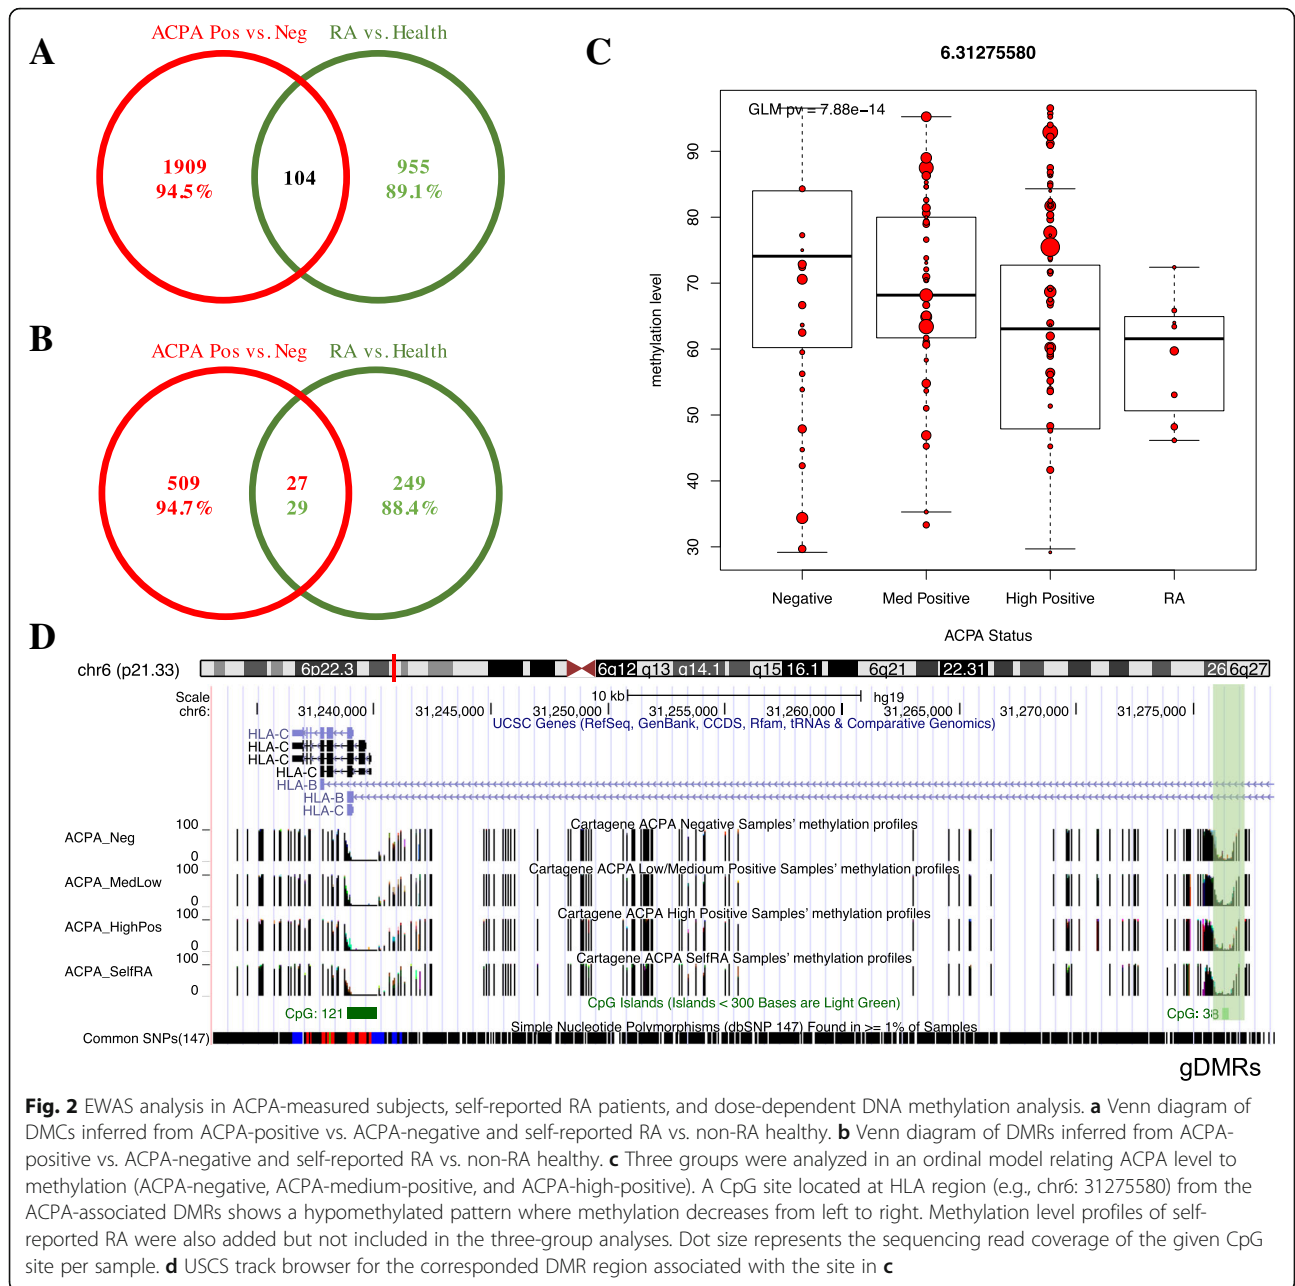 A
ACPA Pos vs. Neg RA vs. Health
1909
94.5%
104
955
89.1%
B
ACPA Pos vs. Neg RA vs. Health
509
94.7%
27
29
249
88.4%
C
6.31275580
GLM pv = 7.88e−14
methylation level
90
80
70
60
50
40
30
Negative Med Positive High Positive RA
ACPA Status
D
chr6 (p21.33) 6p22.3 6q12 q13 q14.1 q15 16.1 6q21 22.31 26 6q27
Scale 10 kb hg19
chr6: 31,240,000 31,245,000 31,250,000 31,255,000 31,260,000 31,265,000 31,270,000 31,275,000
UCSC Genes (RefSeq, GenBank, CCDS, Rfam, tRNAs & Comparative Genomics)
HLA-C
HLA-C
HLA-C
HLA-C
HLA-B
HLA-B
HLA-C
Cartagene ACPA Negative Samples' methylation profiles
ACPA_Neg 100
0
Cartagene ACPA Low/Medioum Positive Samples' methylation profiles
ACPA_MedLow 100
0
Cartagene ACPA High Positive Samples' methylation profiles
ACPA_HighPos 100
0
Cartagene ACPA SelfRA Samples' methylation profiles
ACPA_SelfRA 100
0
CpG Islands (Islands < 300 Bases are Light Green)
CpG: 121 CpG: 38
Simple Nucleotide Polymorphisms (dbSNP 147) Found in >= 1% of Samples
Common SNPs(147)
gDMRs
Fig. 2 EWAS analysis in ACPA-measured subjects, self-reported RA patients, and dose-dependent DNA methylation analysis. a Venn diagram of
DMCs inferred from ACPA-positive vs. ACPA-negative and self-reported RA vs. non-RA healthy. b Venn diagram of DMRs inferred from ACPA-
positive vs. ACPA-negative and self-reported RA vs. non-RA healthy. c Three groups were analyzed in an ordinal model relating ACPA level to
methylation (ACPA-negative, ACPA-medium-positive, and ACPA-high-positive). A CpG site located at HLA region (e.g., chr6: 31275580) from the
ACPA-associated DMRs shows a hypomethylated pattern where methylation decreases from left to right. Methylation level profiles of self-
reported RA were also added but not included in the three-group analyses. Dot size represents the sequencing read coverage of the given CpG
site per sample. d USCS track browser for the corresponded DMR region associated with the site in c